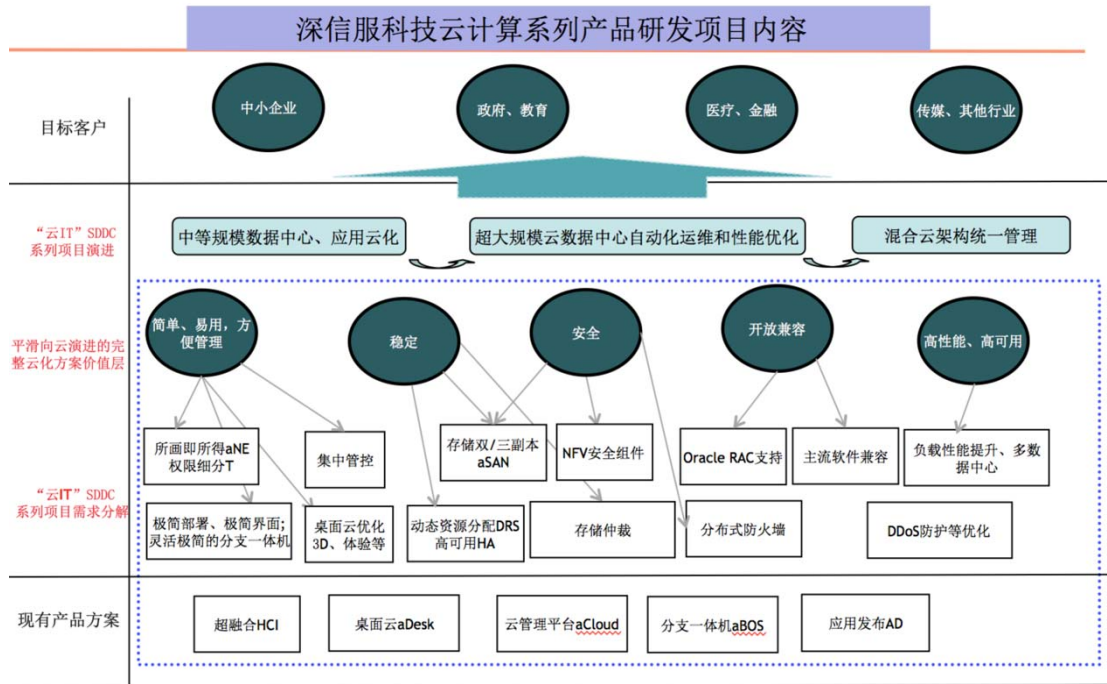 深信服科技云计算系列产品研发项目内容
目标客户
中小企业
政府、教育
医疗、金融
传媒、其他行业
“云IT”SDDC
系列项目演进
中等规模数据中心、应用云化
超大规模云数据中心自动化运维和性能优化
混合云架构统一管理
平滑向云演进的完
整云化方案价值层
简单、易用，方
便管理
稳定
安全
开放兼容
高性能、高可用
“云IT”SDDC
系列项目需求分解
所画即所得aNE
权限细分T
集中管控
存储双/三副本
aSAN
NFV安全组件
Oracle RAC支持
主流软件兼容
负载性能提升、多数
据中心
极简部署、极简界面;
灵活极简的分支一体机
桌面云优化
3D、体验等
动态资源分配DRS
高可用HA
存储仲裁
分布式防火墙
DDoS防护等优化
现有产品方案
超融合HCI
桌面云aDesk
云管理平台aCloud
分支一体机aBOS
应用发布AD